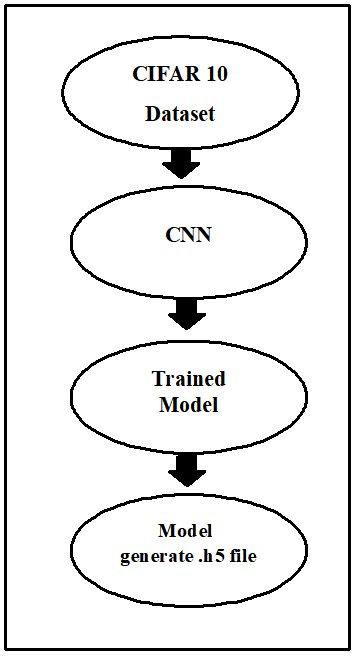 CIFAR 10
Dataset
CNN
Trained
Model
Model
generate .h5 file